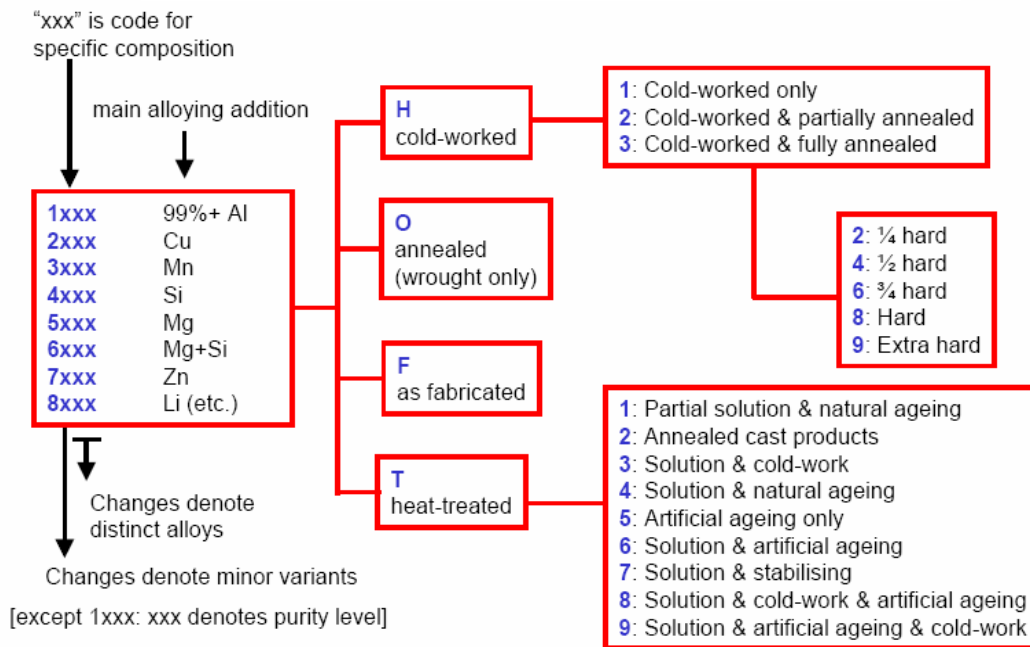 “xxx” is code for
specific composition
main alloying addition
1xxx 99%+ Al
2xxx Cu
3xxx Mn
4xxx Si
5xxx Mg
6xxx Mg+Si
7xxx Zn
8xxx Li (etc.)
Changes denote
distinct alloys
Changes denote minor variants
[except 1xxx: xxx denotes purity level]
H
cold-worked
O
annealed
(wrought only)
F
as fabricated
T
heat-treated
1: Cold-worked only
2: Cold-worked & partially annealed
3: Cold-worked & fully annealed
2: ¼ hard
4: ½ hard
6: ¾ hard
8: Hard
9: Extra hard
1: Partial solution & natural ageing
2: Annealed cast products
3: Solution & cold-work
4: Solution & natural ageing
5: Artificial ageing only
6: Solution & artificial ageing
7: Solution & stabilising
8: Solution & cold-work & artificial ageing
9: Solution & artificial ageing & cold-work